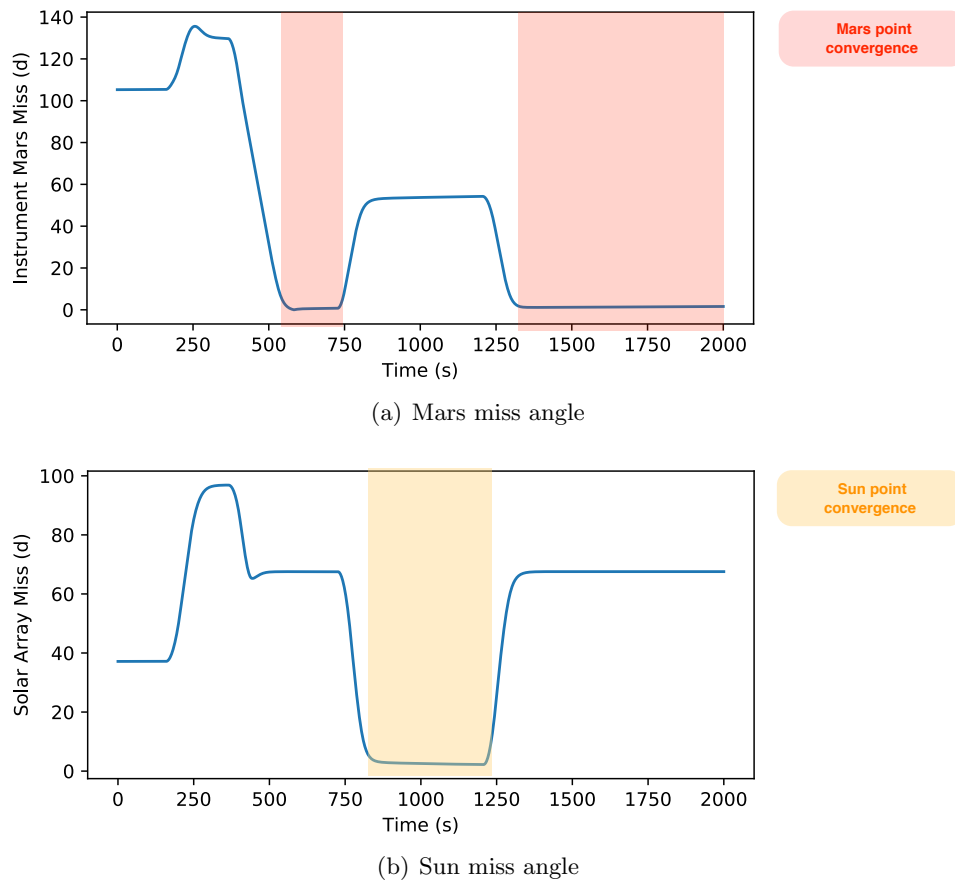 140
120
100
80
60
40
20
0
Instrument Mars Miss (d)
0 250 500 750 1000 1250 1500 1750 2000
Time (s)
Mars point
convergence
(a) Mars miss angle
100
80
60
40
20
0
Solar Array Miss (d)
0 250 500 750 1000 1250 1500 1750 2000
Time (s)
Sun point
convergence
(b) Sun miss angle